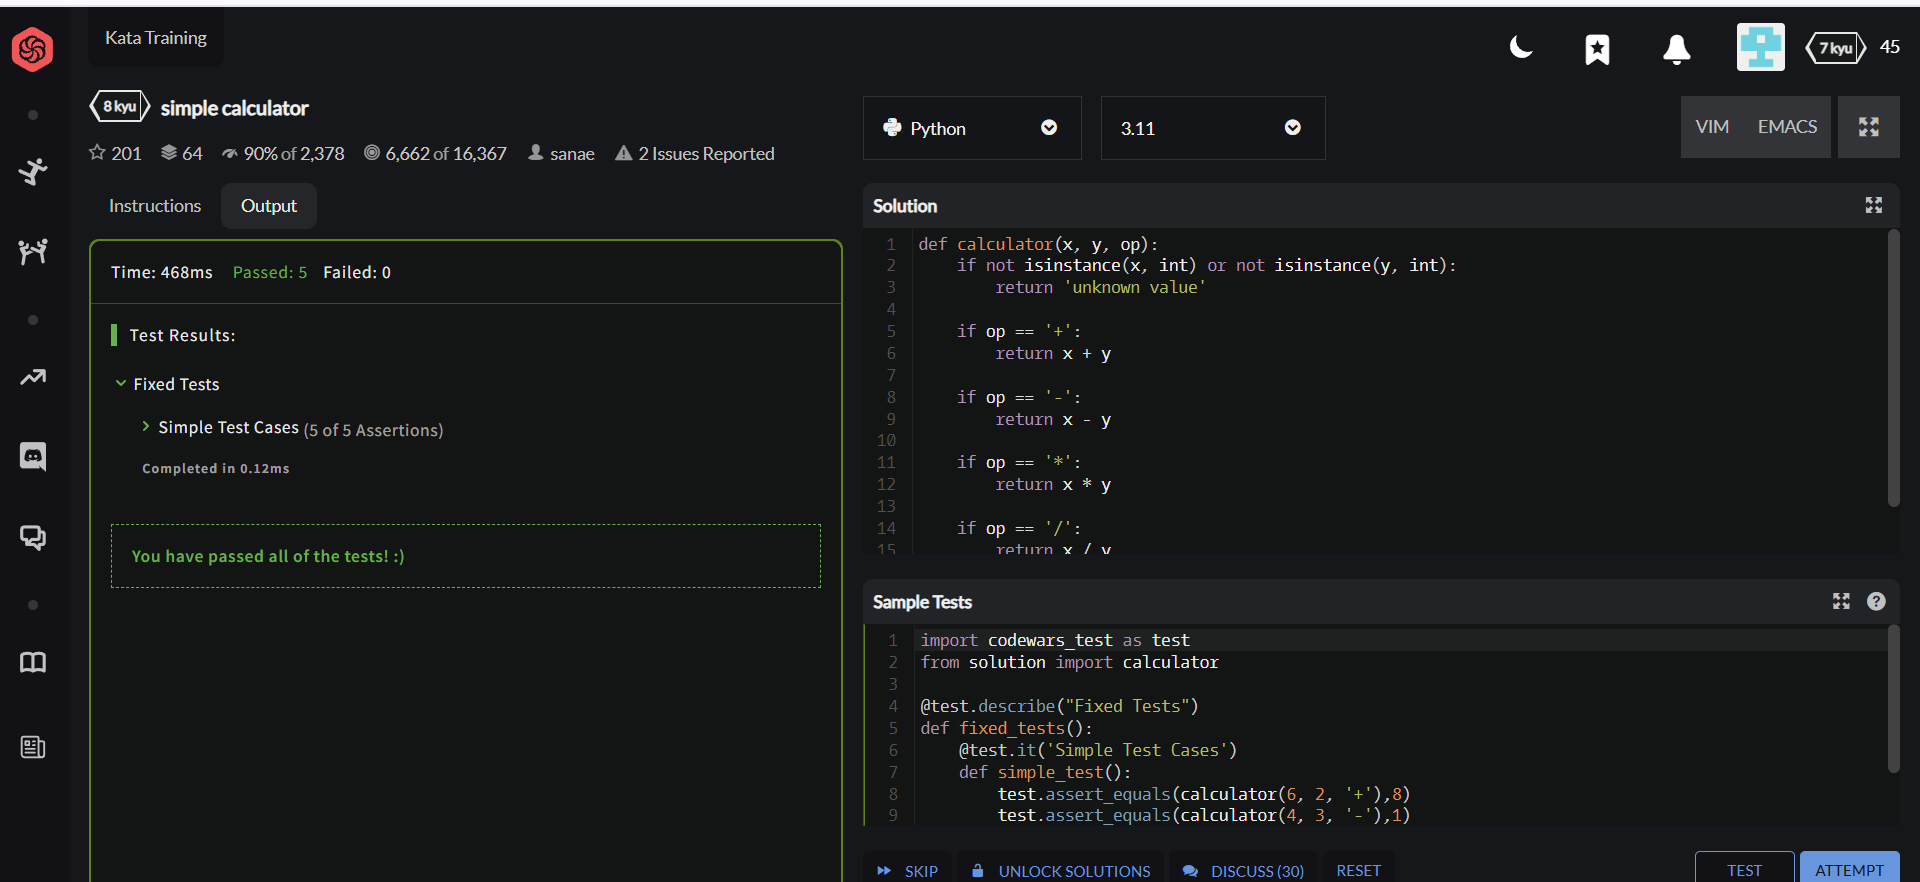 Kata Training
7 kyu 45
8 kyu simple calculator
201 64 90% of 2,378 6,662 of 16,367 sanae 2 Issues Reported
Instructions Output
Time: 468ms Passed: 5 Failed: 0
Test Results:
Fixed Tests
Simple Test Cases (5 of 5 Assertions)
Completed in 0.12ms
You have passed all of the tests! :)
Python 3.11 VIM EMACS
Solution
1 def calculator(x, y, op):
2     if not isinstance(x, int) or not isinstance(y, int):
3         return 'unknown value'
4
5     if op == '+':
6         return x + y
7
8     if op == '-':
9         return x - y
10
11     if op == '*':
12         return x * y
13
14     if op == '/':
15         return x / y
Sample Tests
1 import codewars_test as test
2 from solution import calculator
3
4 @test.describe("Fixed Tests")
5 def fixed_tests():
6     @test.it('Simple Test Cases')
7     def simple_test():
8         test.assert_equals(calculator(6, 2, '+'),8)
9         test.assert_equals(calculator(4, 3, '-'),1)
SKIP UNLOCK SOLUTIONS DISCUSS (30) RESET TEST ATTEMPT